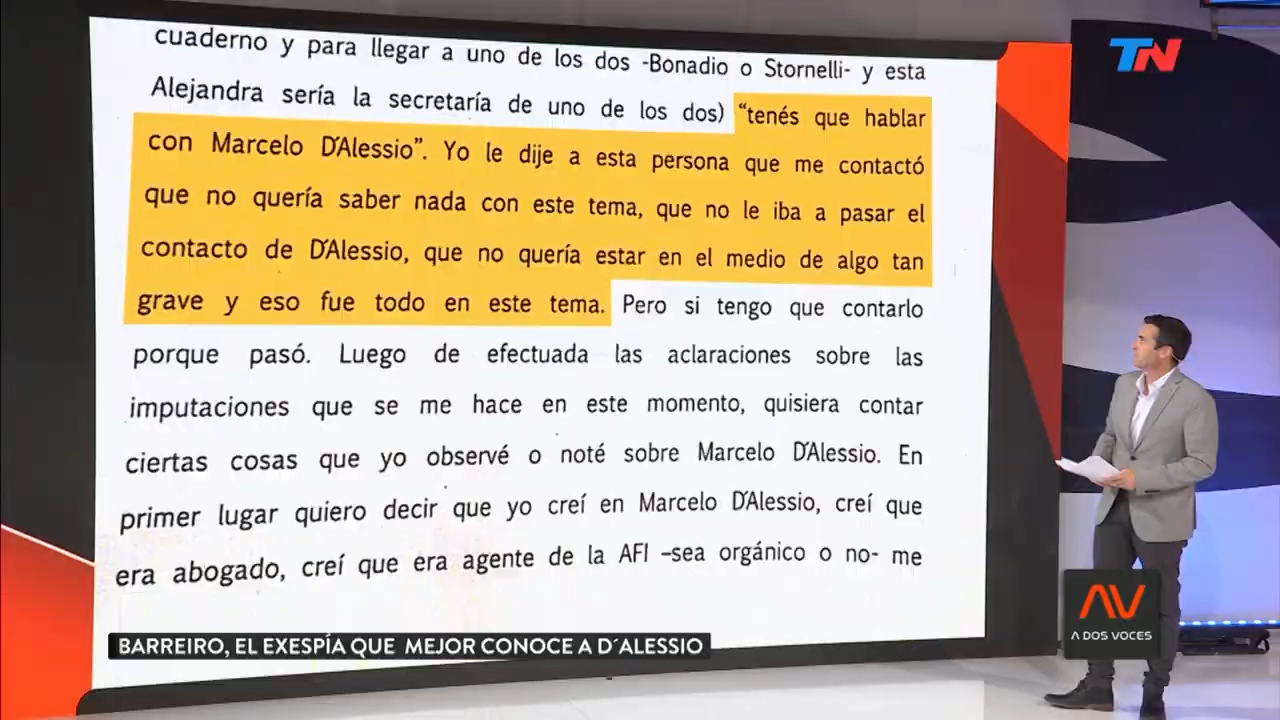 cuaderno y para llegar a uno de los dos -Bonadio o Stornelli- y esta
Alejandra sería la secretaría de uno de los dos) “tenés que hablar
con Marcelo D´Alessio”. Yo le dije a esta persona que me contactó
que no quería saber nada con este tema, que no le iba a pasar el
contacto de D´Alessio, que no quería estar en el medio de algo tan
grave y eso fue todo en este tema. Pero si tengo que contarlo
porque pasó. Luego de efectuada las aclaraciones sobre las
imputaciones que se me hace en este momento, quisiera contar
ciertas cosas que yo observé o noté sobre Marcelo D´Alessio. En
primer lugar quiero decir que yo creí en Marcelo D´Alessio, creí que
era abogado, creí que era agente de la AFI –sea orgánico o no- me
TN
AV
A DOS VOCES
BARREIRO, EL EXESPÍA QUE MEJOR CONOCE A D´ALESSIO